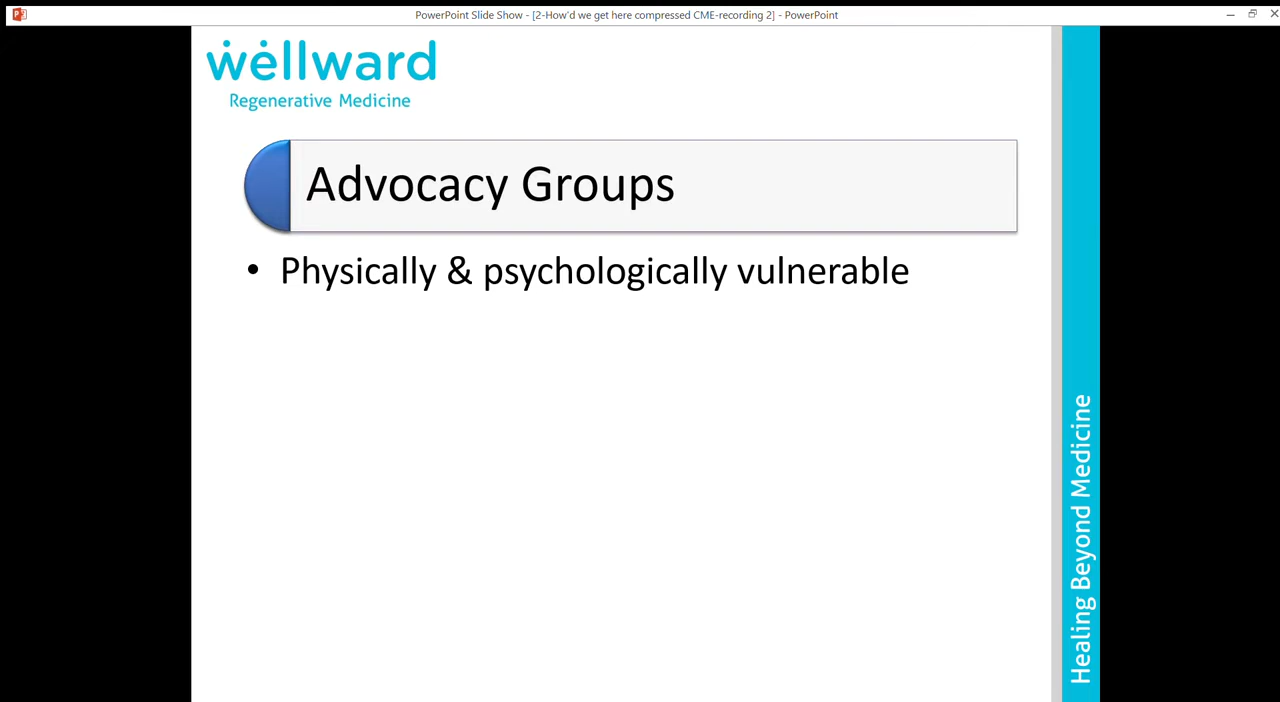 PowerPoint Slide Show - [2-How'd we get here compressed CME-recording 2] - PowerPoint
wellward
Regenerative Medicine
Advocacy Groups
• Physically & psychologically vulnerable
Healing Beyond Medicine